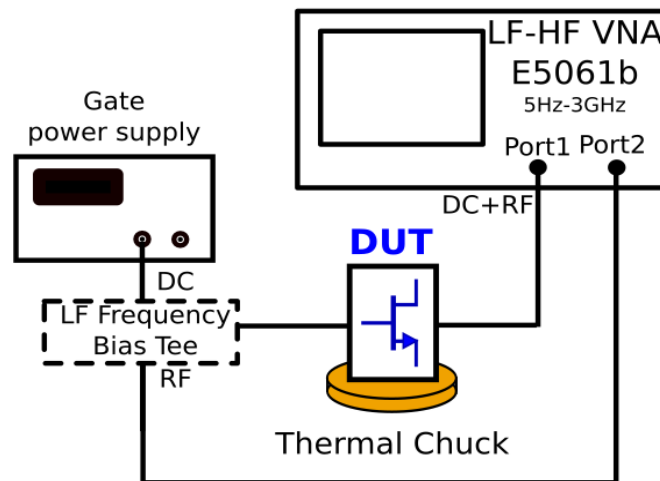 LF-HF VNA
E5061b
5Hz-3GHz
Port1 Port2
Gate
power supply
DC+RF
DUT
DC
LF Frequency
Bias Tee
RF
Thermal Chuck